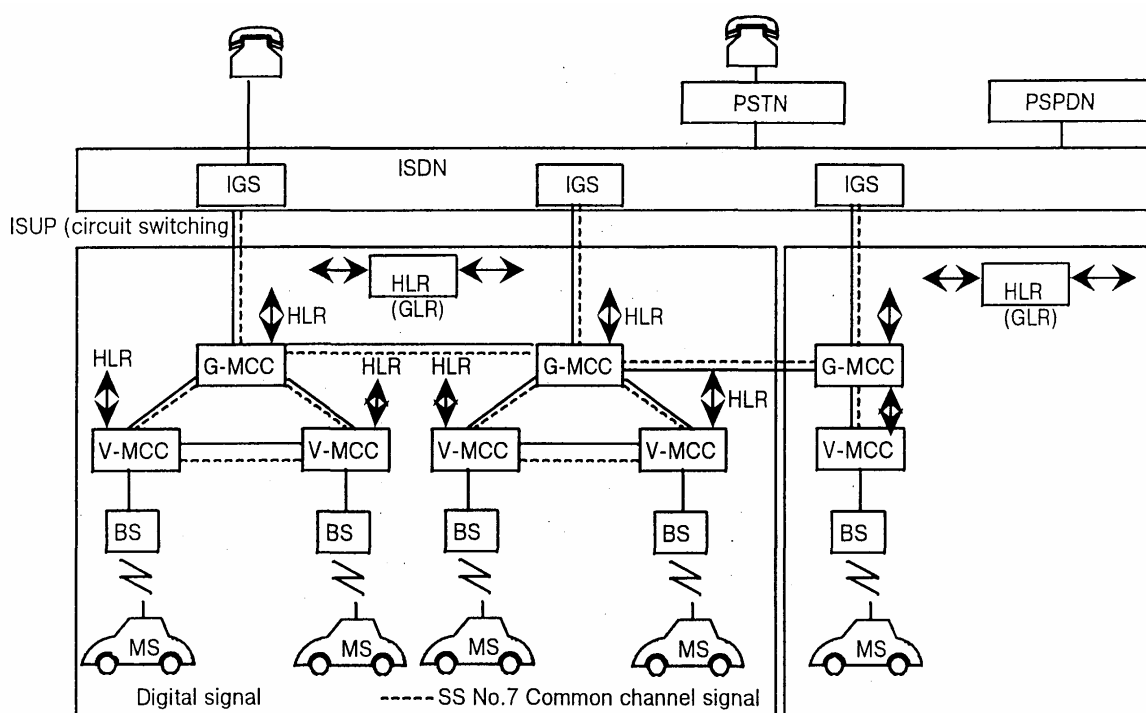 PSTN
PSPDN
ISDN
IGS
IGS
IGS
ISUP (circuit switching
HLR
(GLR)
HLR
(GLR)
HLR
HLR
G-MCC
G-MCC
G-MCC
HLR
HLR
HLR
HLR
V-MCC
V-MCC
V-MCC
V-MCC
V-MCC
BS
BS
BS
BS
BS
MS
MS
MS
MS
MS
Digital signal
SS No.7 Common channel signal